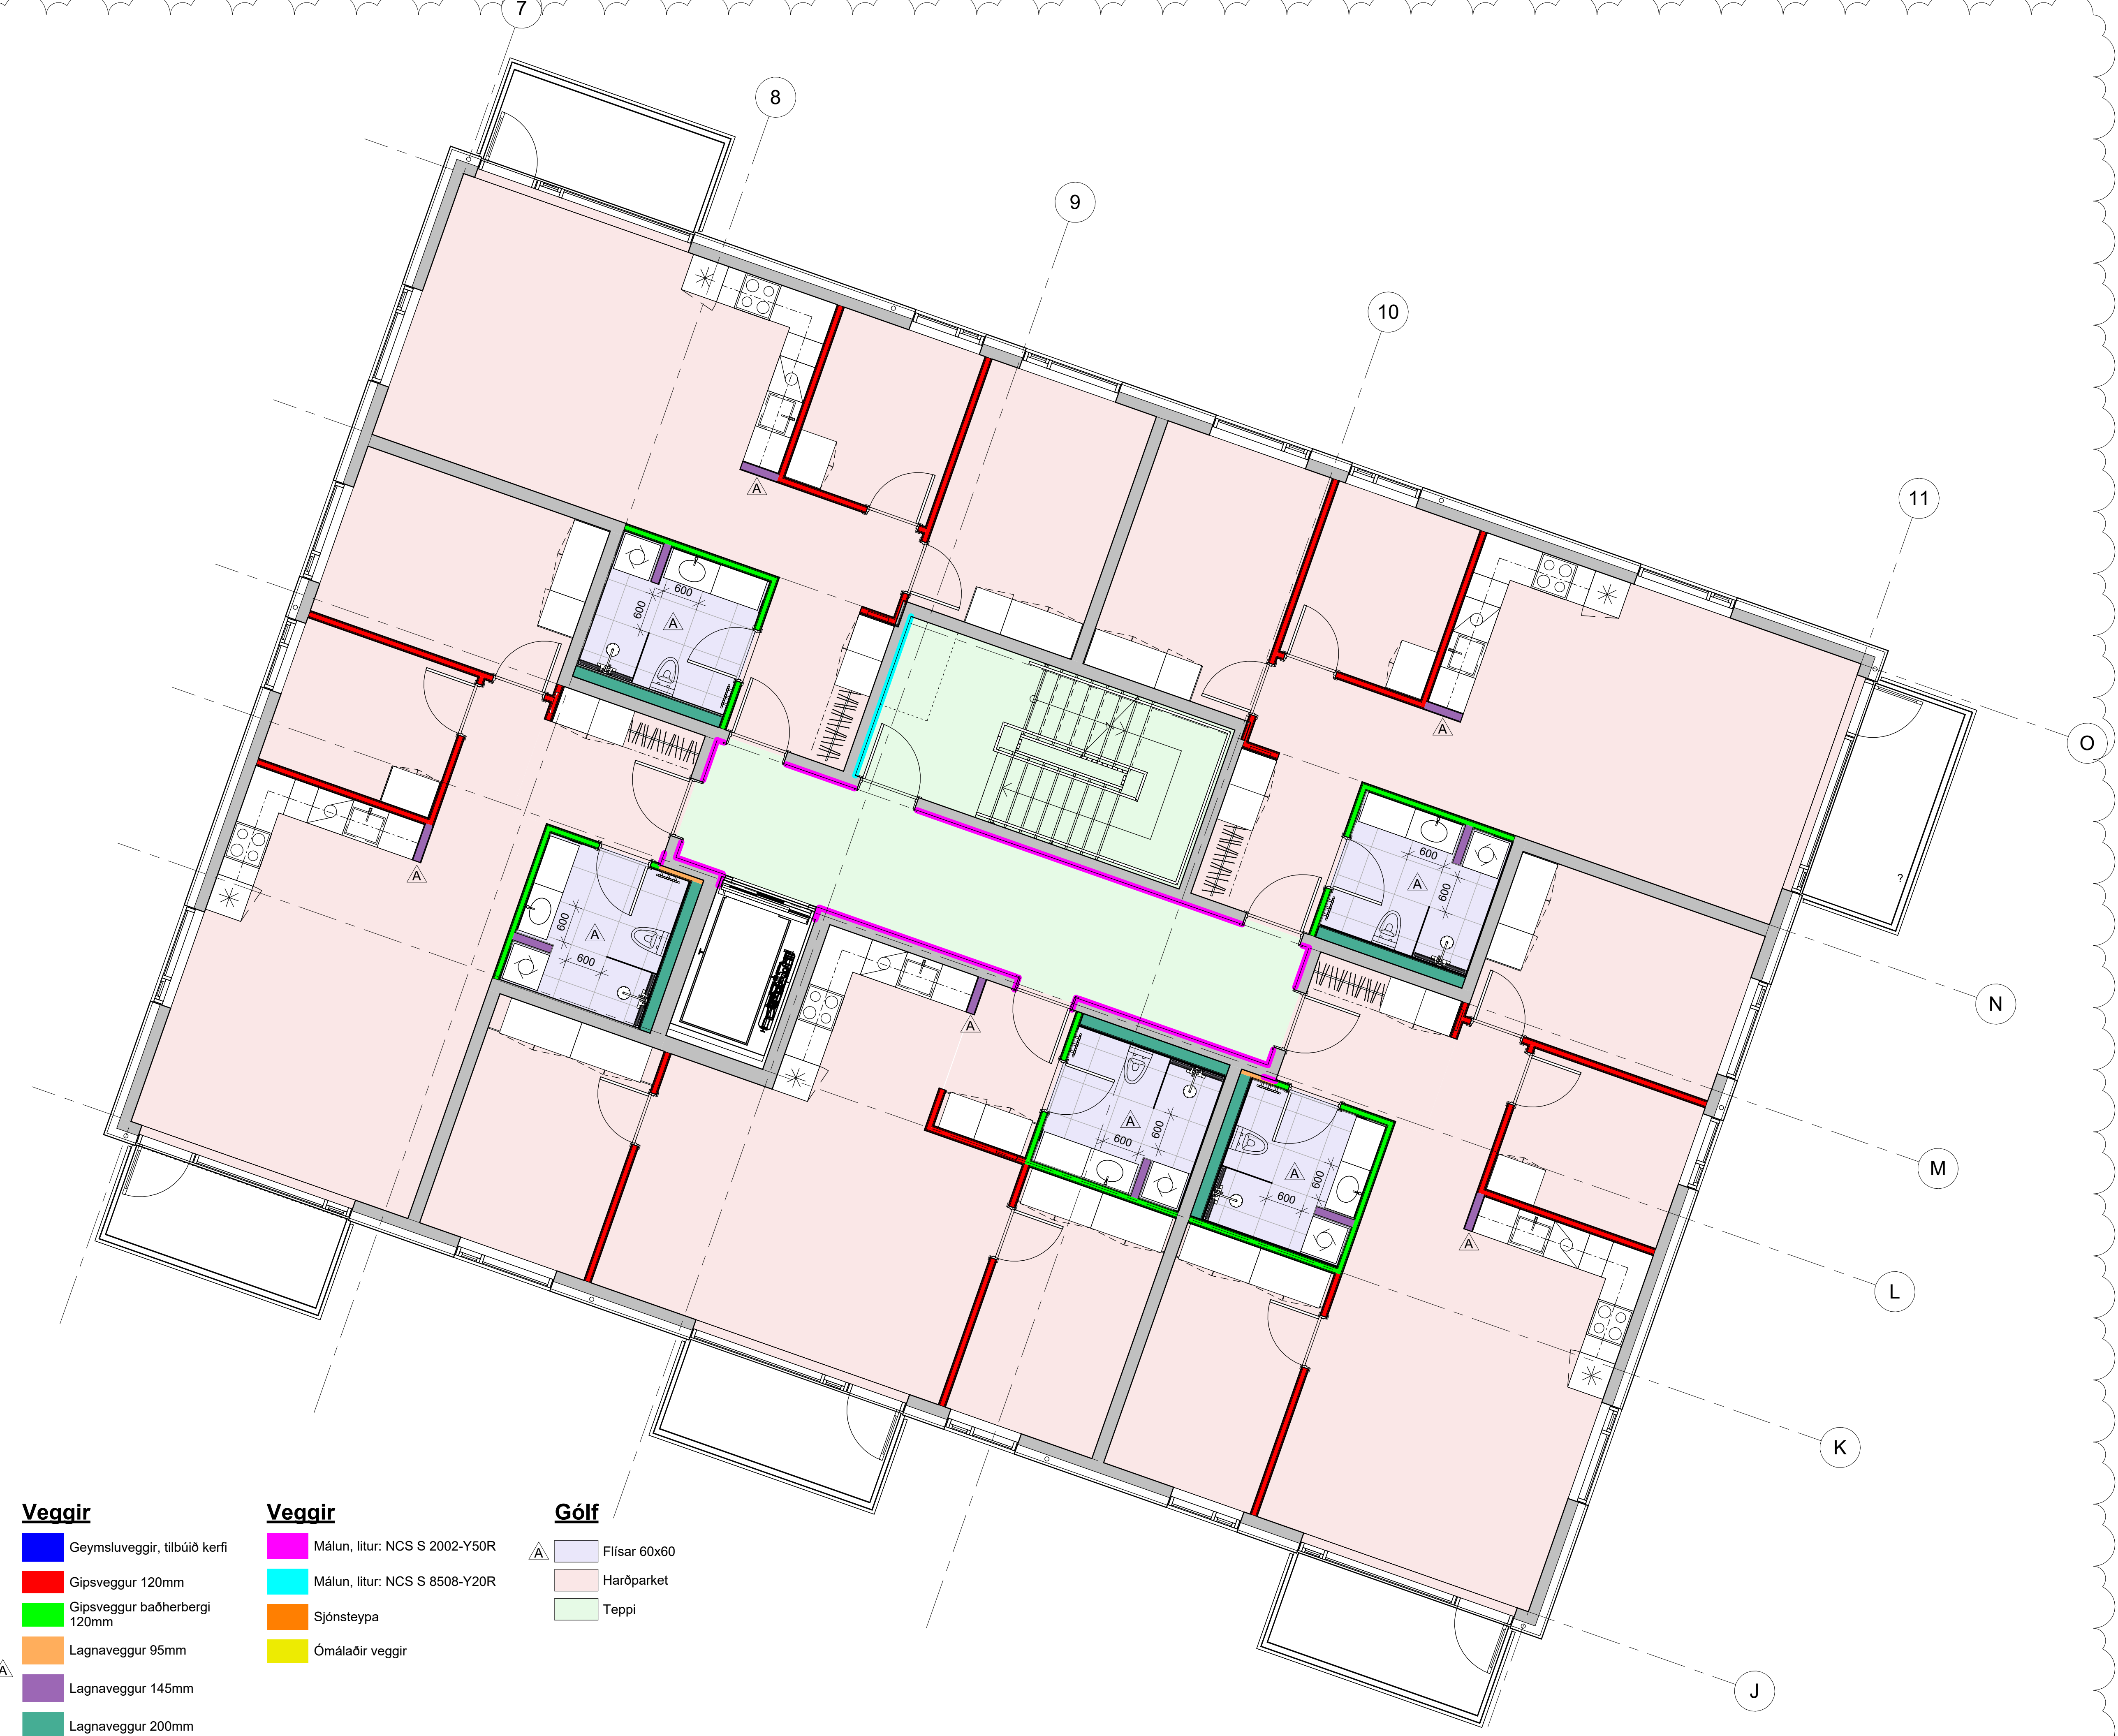 7
8
9
10
11
O
N
M
L
K
J
A
A
A
A
A
A
A
A
A
A
600
600
600
600
600
600
600
600
600
600
?
Veggir
Geymsluveggir, tilbúið kerfi
Gipsveggur 120mm
Gipsveggur baðherbergi
120mm
Lagnaveggur 95mm
A
Lagnaveggur 145mm
Lagnaveggur 200mm
Veggir
Málun, litur: NCS S 2002-Y50R
Málun, litur: NCS S 8508-Y20R
Sjónsteypa
Ómálaðir veggir
Gólf
A
Flísar 60x60
Harðparket
Teppi